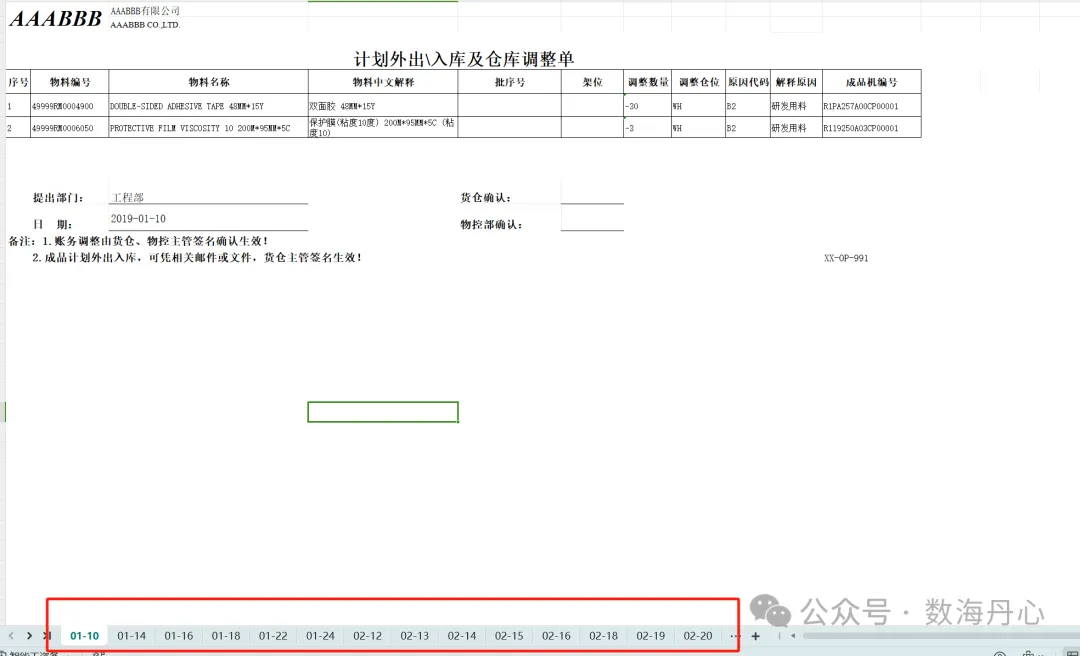 AAABBB AAABBB有限公司
AAABBB CO.,LTD.
计划外出\入库及仓库调整单
序号 物料编号 物料名称 物料中文解释 批序号 架位 调整数量 调整仓位 原因代码 解释原因 成品机编号
1 49999RM0004900 DOUBLE-SIDED ADHESIVE TAPE 48MM*15Y 双面胶 48MM*15Y -30 WH B2 研发用料 R1PA257A00CP00001
2 49999RM0006050 PROTECTIVE FILM VISCOSITY 10 200M*95MM*5C 保护膜(粘度10度) 200M*95MM*5C (粘度10) -3 WH B2 研发用料 R119250A03CP00001
提出部门： 工程部 货仓确认：
日 期： 2019-01-10 物控部确认：
备注：1.账务调整由货仓、物控主管签名确认生效！
2.成品计划外出入库，可凭相关邮件或文件，货仓主管签名生效！ XX-OP-991
公众号 · 数海丹心
01-10 01-14 01-16 01-18 01-22 01-24 02-12 02-13 02-14 02-15 02-16 02-18 02-19 02-20 ··· +